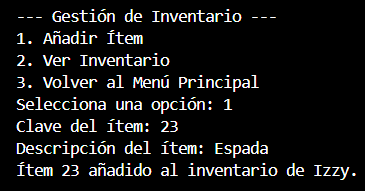 --- Gestión de Inventario ---
1. Añadir Ítem
2. Ver Inventario
3. Volver al Menú Principal
Selecciona una opción: 1
Clave del ítem: 23
Descripción del ítem: Espada
Ítem 23 añadido al inventario de Izzy.